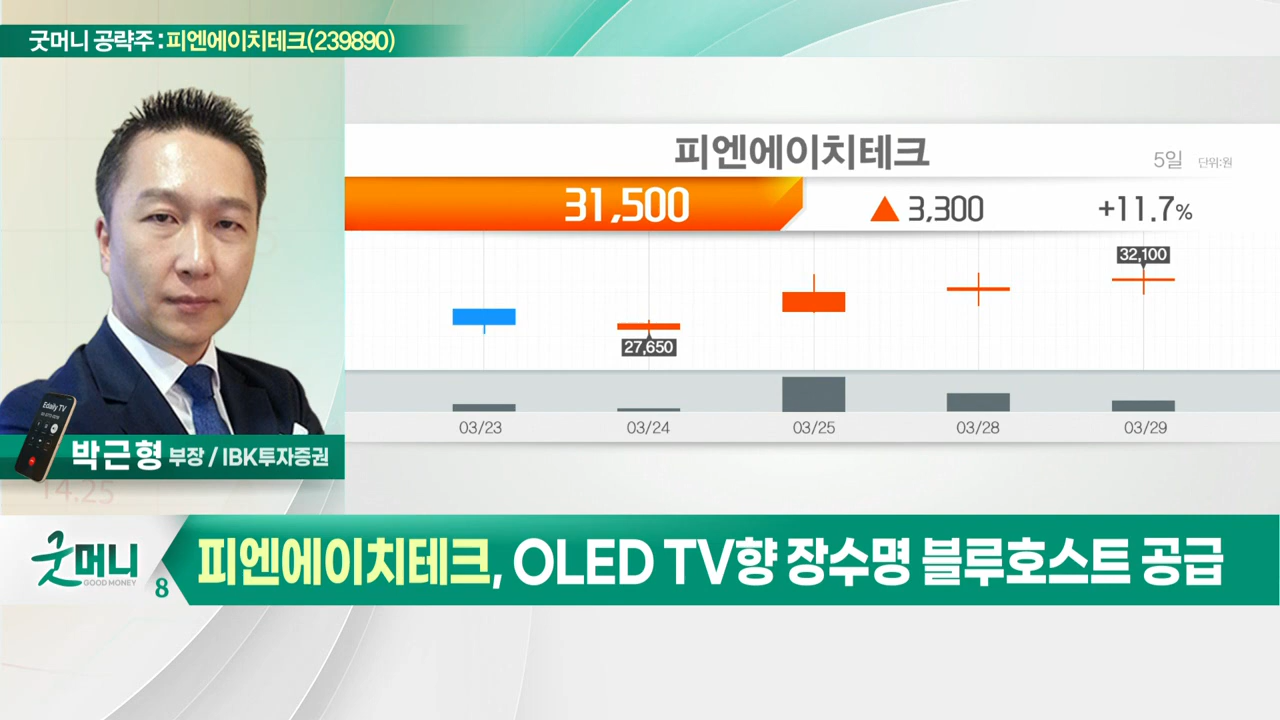 굿머니 공략주 : 피엔에이치테크(239890)
피엔에이치테크
5일 단위:원
31,500 ▲ 3,300 +11.7%
32,100
27,650
03/23 03/24 03/25 03/28 03/29
Edaily TV
박근형 부장 / IBK투자증권
14.25
굿머니
GOOD MONEY
8
피엔에이치테크, OLED TV향 장수명 블루호스트 공급